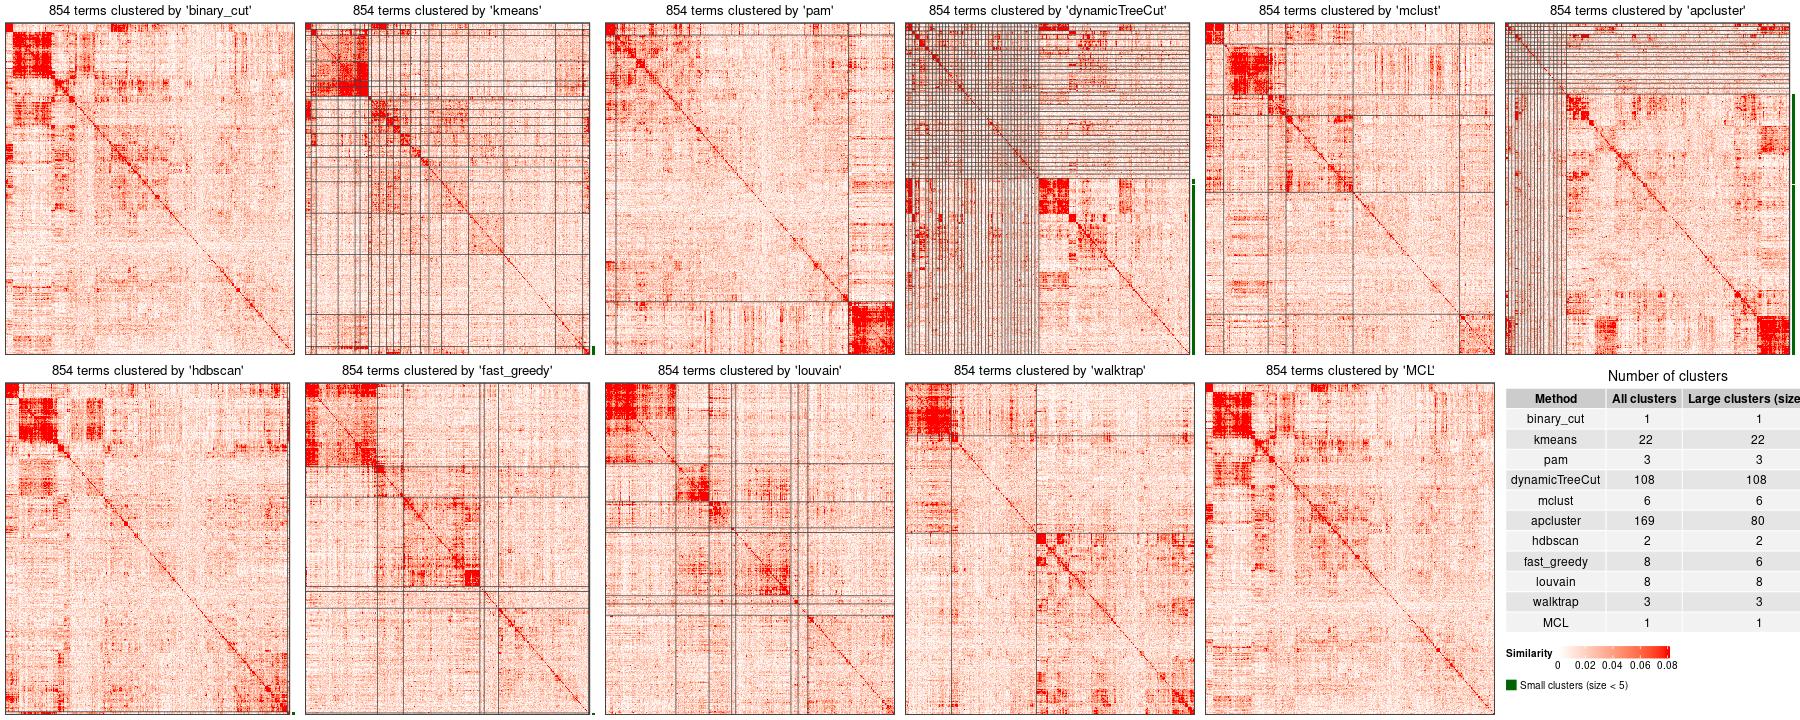 854 terms clustered by 'binary_cut'
854 terms clustered by 'kmeans'
854 terms clustered by 'pam'
854 terms clustered by 'dynamicTreeCut'
854 terms clustered by 'mclust'
854 terms clustered by 'apcluster'
854 terms clustered by 'hdbscan'
854 terms clustered by 'fast_greedy'
854 terms clustered by 'louvain'
854 terms clustered by 'walktrap'
854 terms clustered by 'MCL'
Number of clusters
Method All clusters Large clusters (size
binary_cut 1 1
kmeans 22 22
pam 3 3
dynamicTreeCut 108 108
mclust 6 6
apcluster 169 80
hdbscan 2 2
fast_greedy 8 6
louvain 8 8
walktrap 3 3
MCL 1 1
Similarity
0 0.02 0.04 0.06 0.08
Small clusters (size < 5)